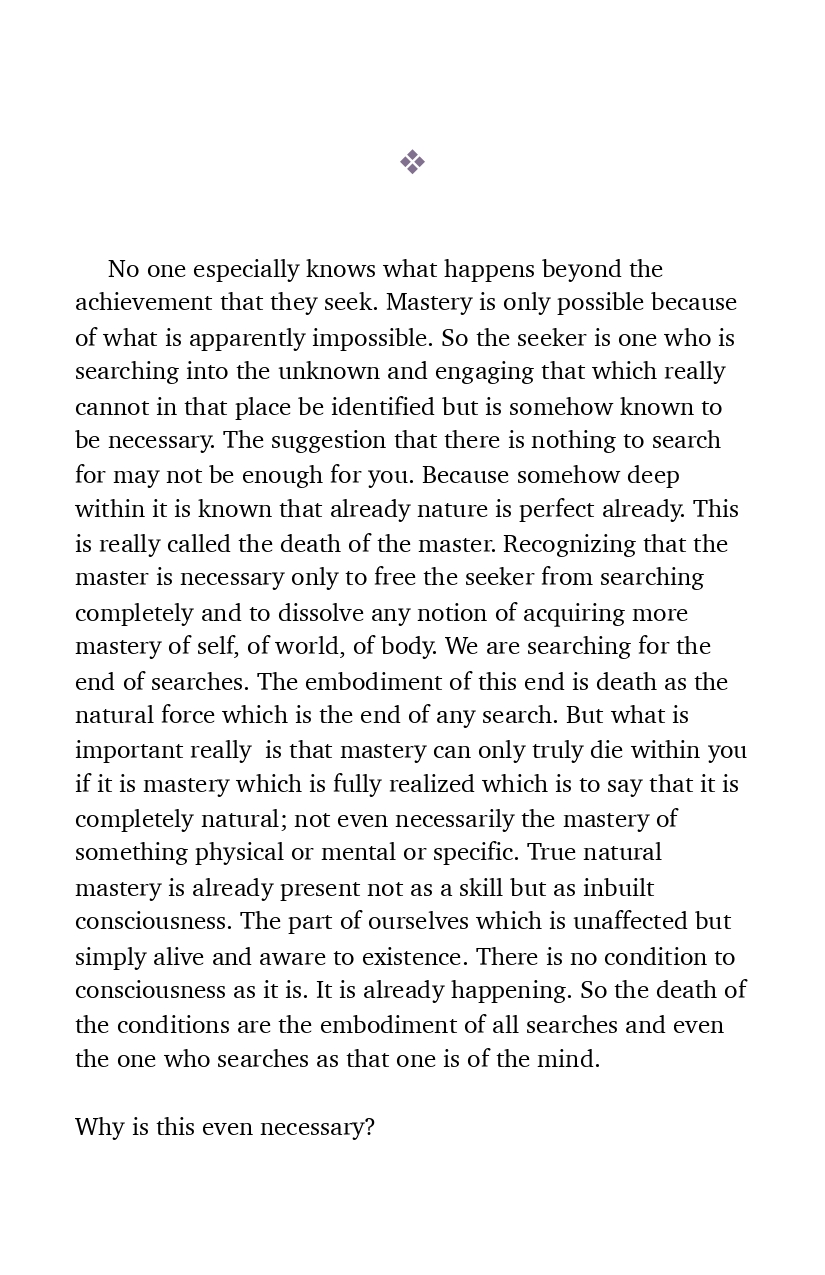 No one especially knows what happens beyond the
achievement that they seek. Mastery is only possible because
of what is apparently impossible. So the seeker is one who is
searching into the unknown and engaging that which really
cannot in that place be identified but is somehow known to
be necessary. The suggestion that there is nothing to search
for may not be enough for you. Because somehow deep
within it is known that already nature is perfect already. This
is really called the death of the master. Recognizing that the
master is necessary only to free the seeker from searching
completely and to dissolve any notion of acquiring more
mastery of self, of world, of body. We are searching for the
end of searches. The embodiment of this end is death as the
natural force which is the end of any search. But what is
important really  is that mastery can only truly die within you
if it is mastery which is fully realized which is to say that it is
completely natural; not even necessarily the mastery of
something physical or mental or specific. True natural
mastery is already present not as a skill but as inbuilt
consciousness. The part of ourselves which is unaffected but
simply alive and aware to existence. There is no condition to
consciousness as it is. It is already happening. So the death of
the conditions are the embodiment of all searches and even
the one who searches as that one is of the mind.
Why is this even necessary?